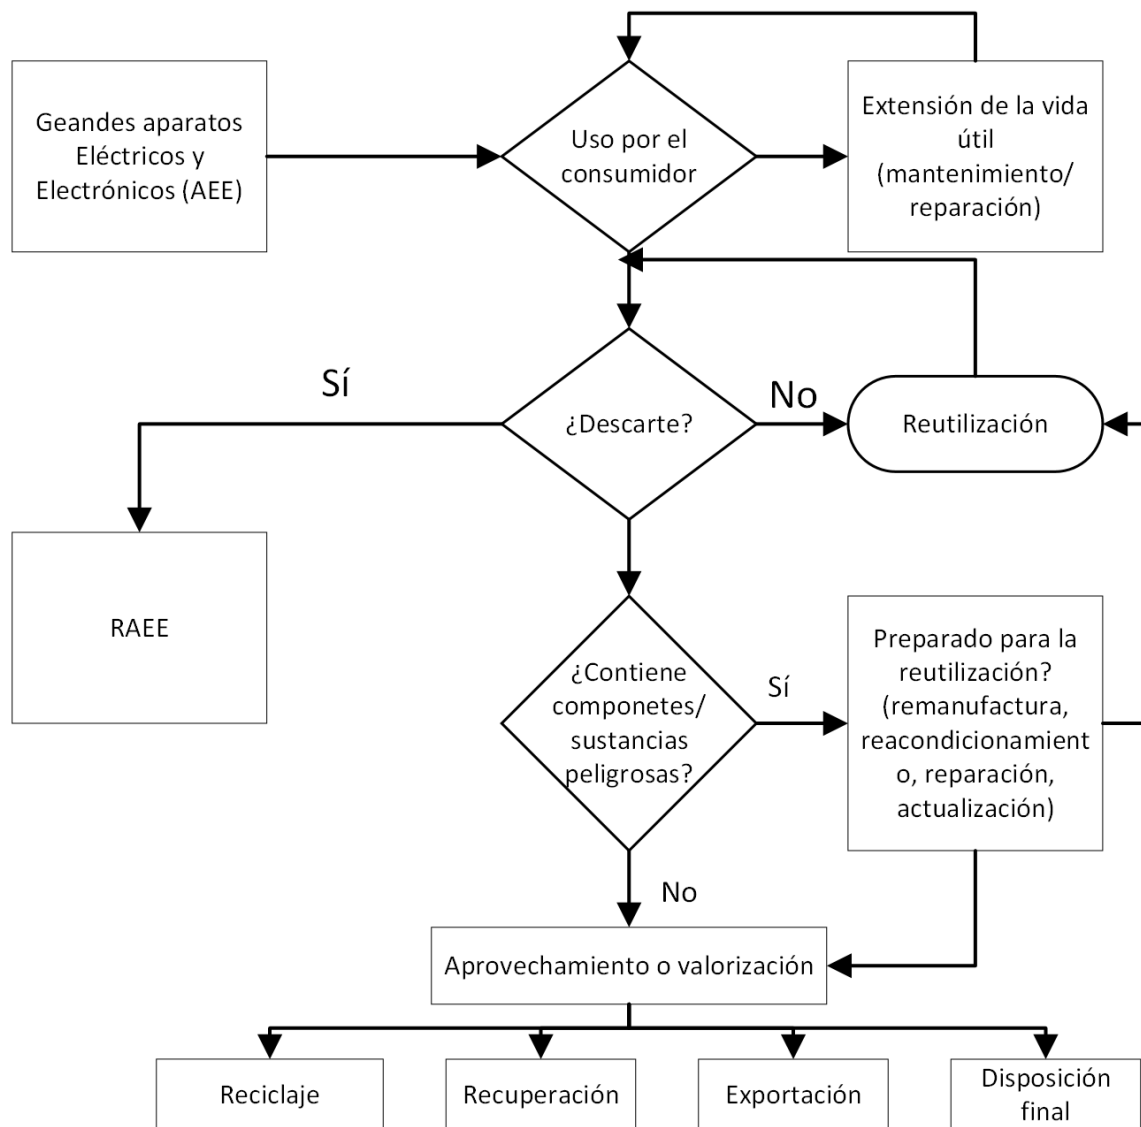 Geandes aparatos
Eléctricos y
Electrónicos (AEE)
Uso por el
consumidor
Extensión de la vida
útil
(mantenimiento/
reparación)
Sí
¿Descarte?
No
Reutilización
RAEE
¿Contiene
componetes/
sustancias
peligrosas?
Sí
Preparado para la
reutilización?
(remanufactura,
reacondicionamient
o, reparación,
actualización)
No
Aprovechamiento o valorización
Reciclaje
Recuperación
Exportación
Disposición
final